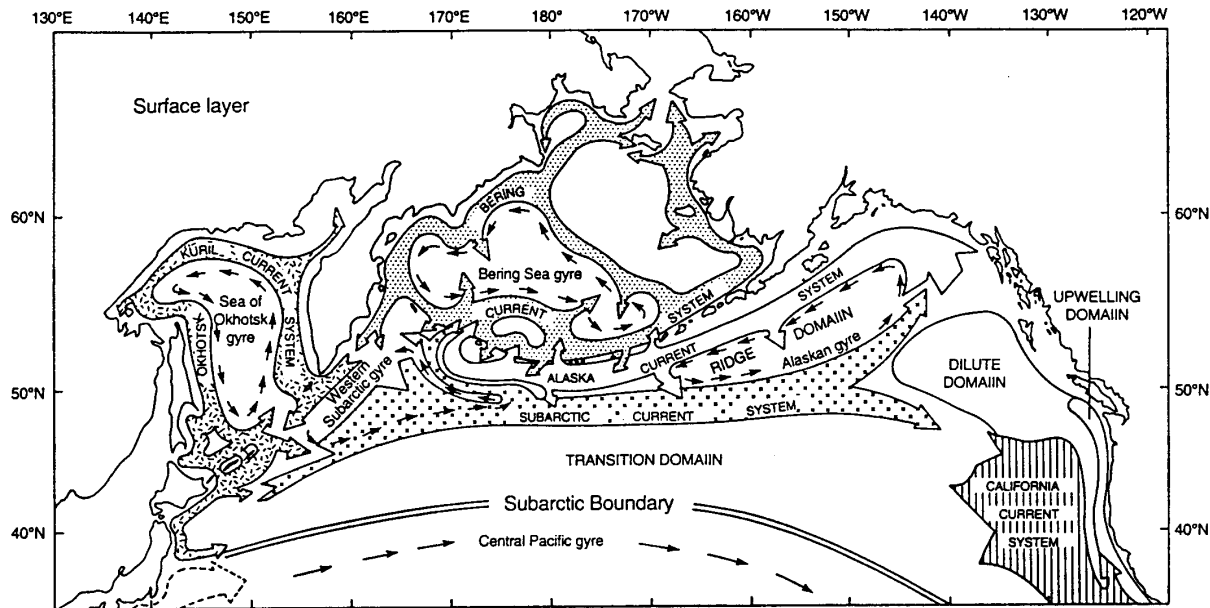 130°E 140°E 150°E 160°E 170°E 180° 170°W 160°W 150°W 140°W 130°W 120°W
Surface layer
60°N
60°N
BERING
KURIL CURRENT SYSTEM
Sea of
Okhotsk
gyre
OKHOTSK
Bering Sea gyre
CURRENT
SYSTEM
Western
Subarctic gyre
ALASKA CURRENT SYSTEM
RIDGE DOMAIIN
Alaskan gyre
UPWELLING
DOMAIIN
DILUTE
DOMAIIN
50°N
50°N
SUBARCTIC CURRENT SYSTEM
TRANSITION DOMAIIN
Subarctic Boundary
CALIFORNIA
CURRENT
SYSTEM
40°N
40°N
Central Pacific gyre